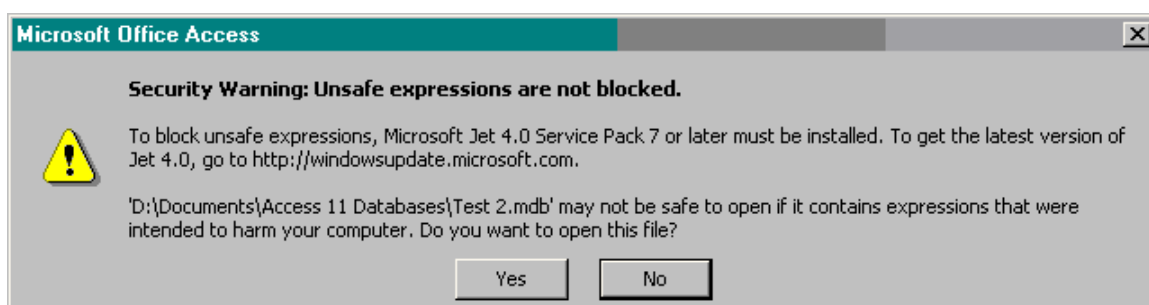 Microsoft Office Access
Security Warning: Unsafe expressions are not blocked.
To block unsafe expressions, Microsoft Jet 4.0 Service Pack 7 or later must be installed. To get the latest version of
Jet 4.0, go to http://windowsupdate.microsoft.com.
'D:\Documents\Access 11 Databases\Test 2.mdb' may not be safe to open if it contains expressions that were
intended to harm your computer. Do you want to open this file?
Yes No